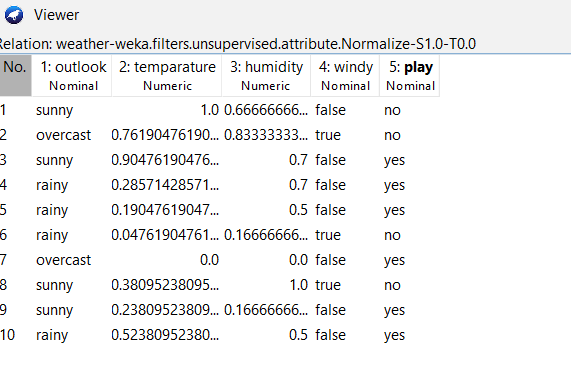 Viewer
Relation: weather-weka.filters.unsupervised.attribute.Normalize-S1.0-T0.0
No. 1: outlook 2: temparature 3: humidity 4: windy 5: play
Nominal Numeric Numeric Nominal Nominal
1 sunny 1.0 0.66666666... false no
2 overcast 0.76190476190... 0.83333333... true no
3 sunny 0.90476190476... 0.7 false yes
4 rainy 0.28571428571... 0.7 false yes
5 rainy 0.19047619047... 0.5 false yes
6 rainy 0.04761904761... 0.16666666... true no
7 overcast 0.0 0.0 false yes
8 sunny 0.38095238095... 1.0 true no
9 sunny 0.23809523809... 0.16666666... false yes
10 rainy 0.52380952380... 0.5 false yes